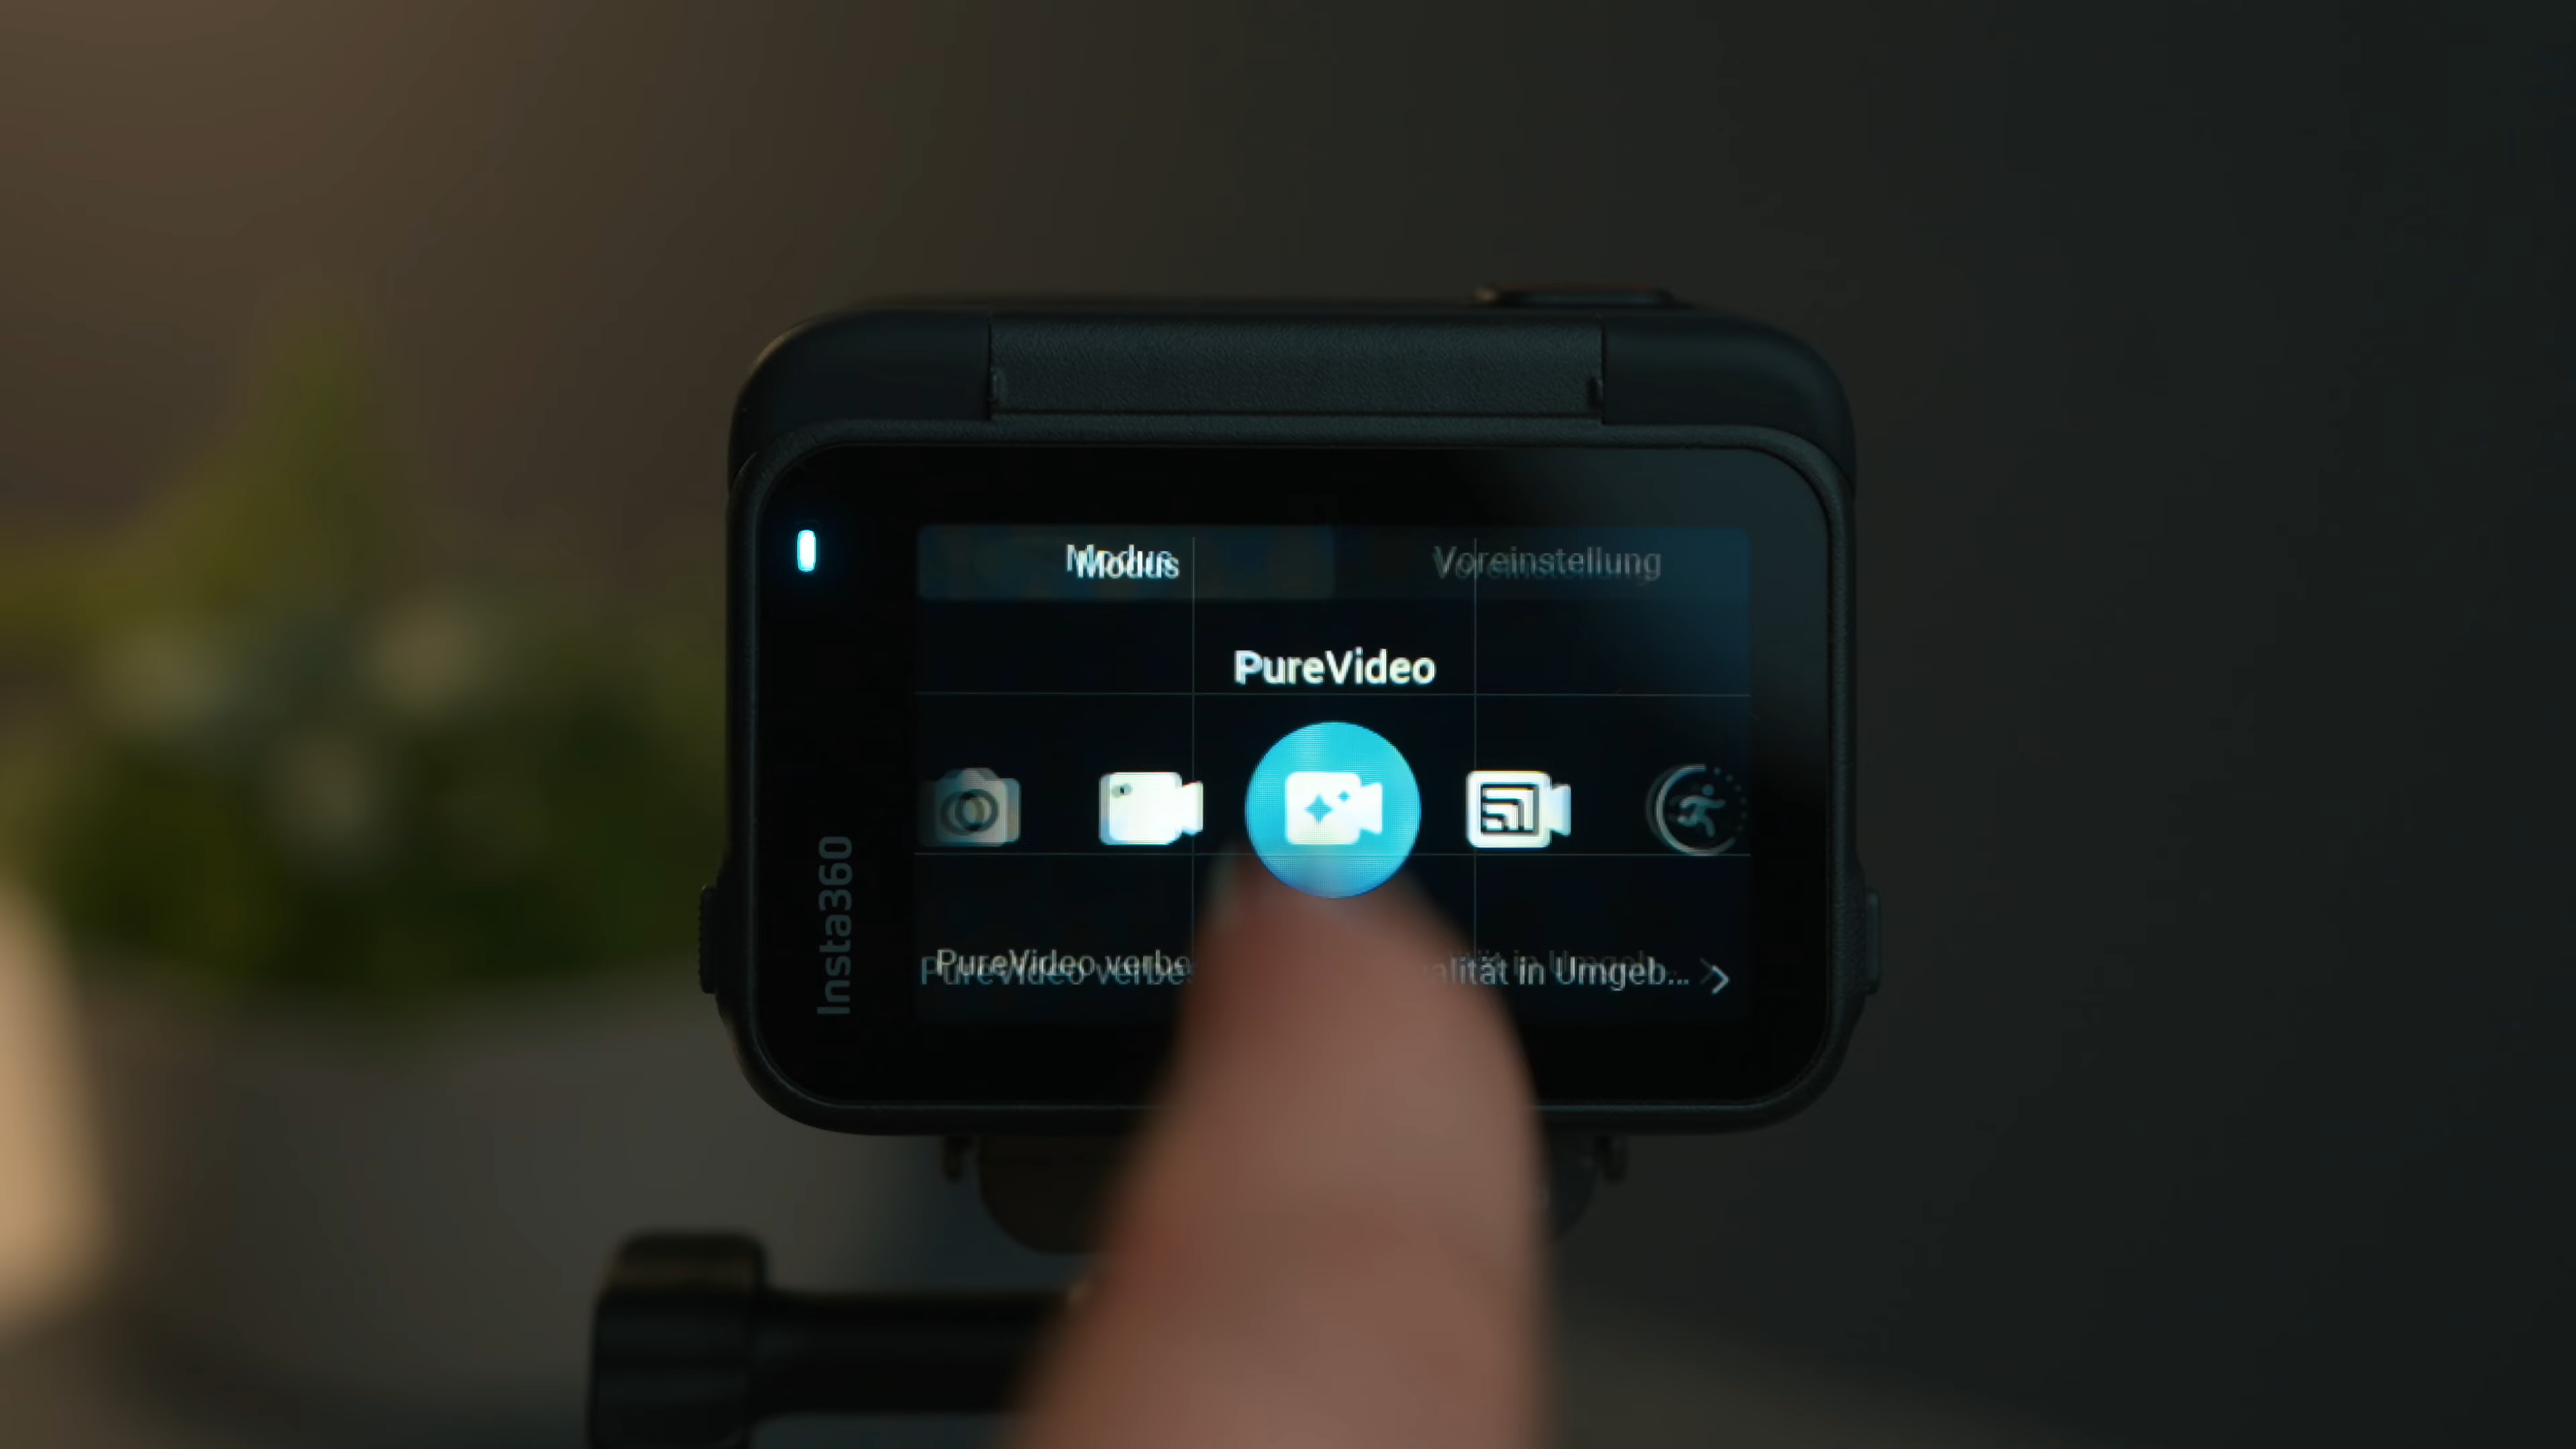 Modus
Voreinstellung
PureVideo
PureVideo verbe
alität in Umgeb...
Insta360